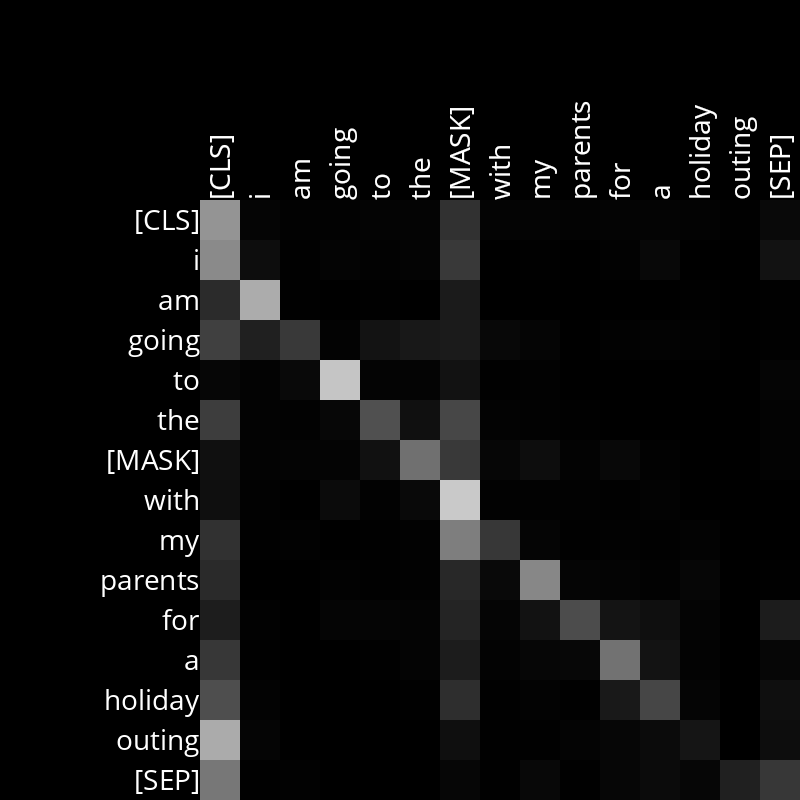 [CLS]
i
am
going
to
the
[MASK]
with
my
parents
for
a
holiday
outing
[SEP]
[CLS]
i
am
going
to
the
[MASK]
with
my
parents
for
a
holiday
outing
[SEP]